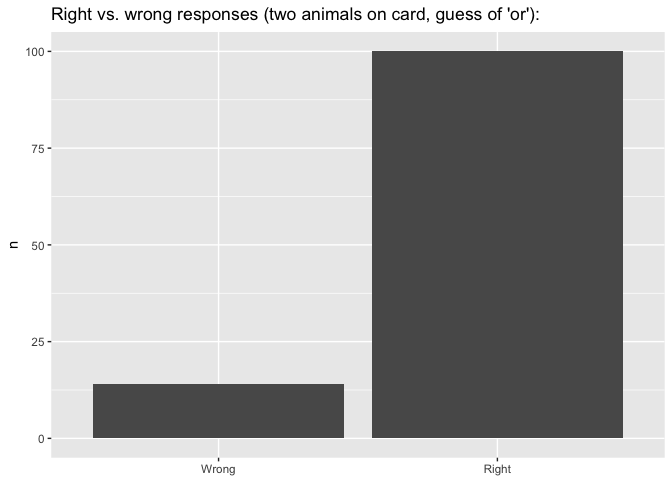 Right vs. wrong responses (two animals on card, guess of 'or'):
100
75
50
25
0
n
Wrong
Right